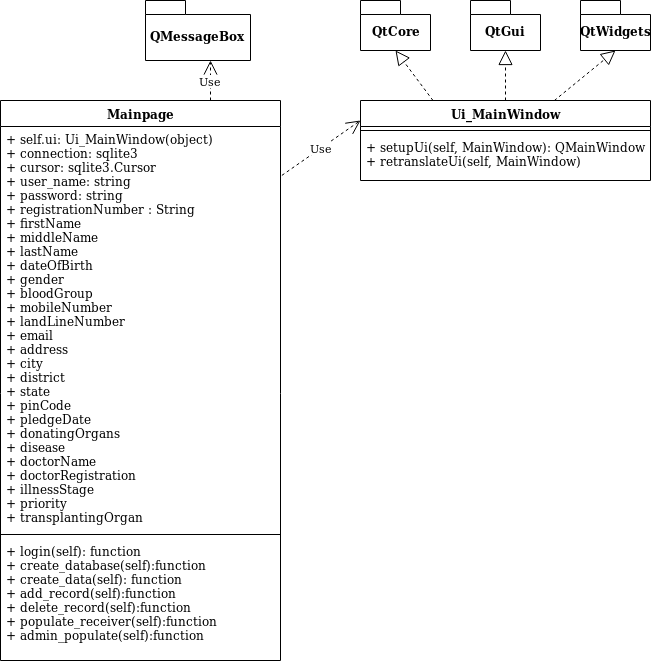 QMessageBox
QtCore
QtGui
QtWidgets
Use
Mainpage
+ self.ui: Ui_MainWindow(object)
+ connection: sqlite3
+ cursor: sqlite3.Cursor
+ user_name: string
+ password: string
+ registrationNumber : String
+ firstName
+ middleName
+ lastName
+ dateOfBirth
+ gender
+ bloodGroup
+ mobileNumber
+ landLineNumber
+ email
+ address
+ city
+ district
+ state
+ pinCode
+ pledgeDate
+ donatingOrgans
+ disease
+ doctorName
+ doctorRegistration
+ illnessStage
+ priority
+ transplantingOrgan
+ login(self): function
+ create_database(self):function
+ create_data(self): function
+ add_record(self):function
+ delete_record(self):function
+ populate_receiver(self):function
+ admin_populate(self):function
Use
Ui_MainWindow
+ setupUi(self, MainWindow): QMainWindow
+ retranslateUi(self, MainWindow)